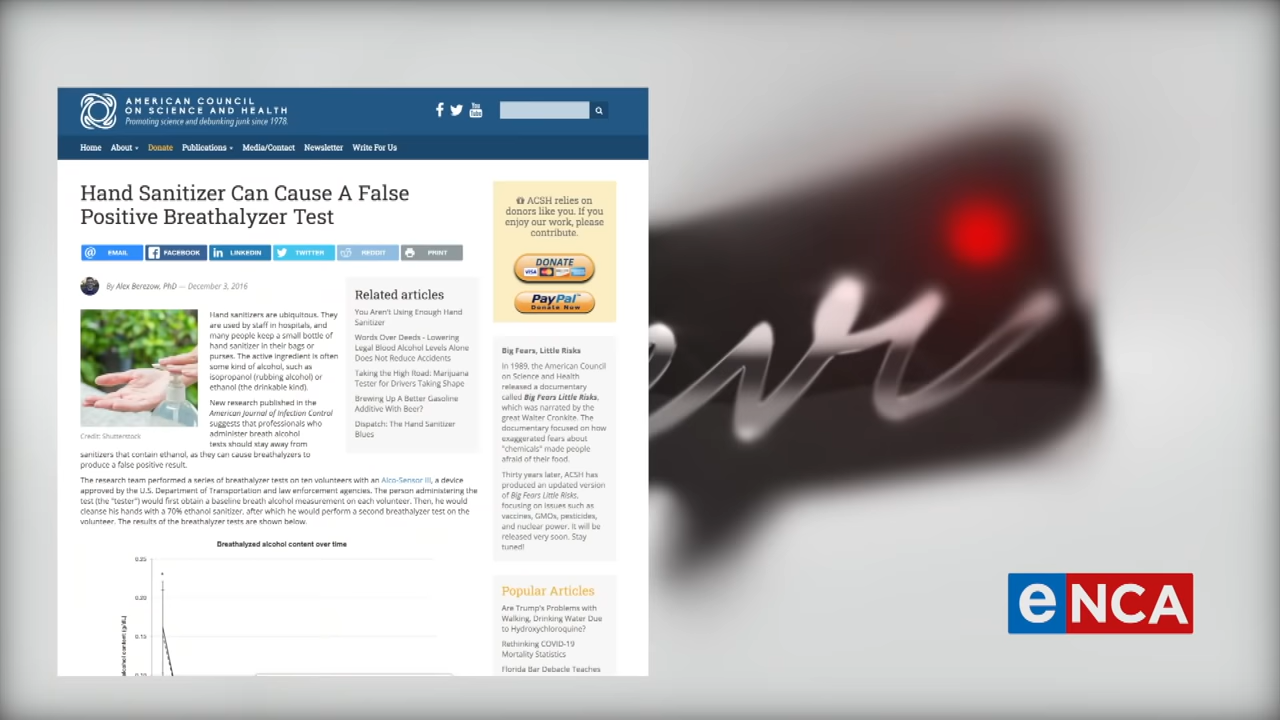 AMERICAN COUNCIL
ON SCIENCE AND HEALTH
Promoting science and debunking junk since 1978.
You
Tube
Home
About
Donate
Publications
Media/Contact
Newsletter
Write For Us
Hand Sanitizer Can Cause A False
Positive Breathalyzer Test
EMAIL
FACEBOOK
LINKEDIN
TWITTER
REDDIT
PRINT
By Alex Berezow, PhD — December 3, 2016
Hand sanitizers are ubiquitous. They
are used by staff in hospitals, and
many people keep a small bottle of
hand sanitizer in their bags or
purses. The active ingredient is often
some kind of alcohol, such as
isopropanol (rubbing alcohol) or
ethanol (the drinkable kind).
New research published in the
American Journal of Infection Control
suggests that professionals who
administer breath alcohol
tests should stay away from
Credit: Shutterstock
sanitizers that contain ethanol, as they can cause breathalyzers to
produce a false positive result.
The research team performed a series of breathalyzer tests on ten volunteers with an Alco-Sensor III, a device
approved by the U.S. Department of Transportation and law enforcement agencies. The person administering the
test (the "tester") would first obtain a baseline breath alcohol measurement on each volunteer. Then, he would
cleanse his hands with a 70% ethanol sanitizer, after which he would perform a second breathalyzer test on the
volunteer. The results of the breathalyzer tests are shown below.
Breathalyzed alcohol content over time
0.25
0.20
0.15
0.10
alcohol content (g/dL)
Related articles
You Aren't Using Enough Hand
Sanitizer
Words Over Deeds - Lowering
Legal Blood Alcohol Levels Alone
Does Not Reduce Accidents
Taking the High Road: Marijuana
Tester for Drivers Taking Shape
Brewing Up A Better Gasoline
Additive With Beer?
Dispatch: The Hand Sanitizer
Blues
ACSH relies on
donors like you. If you
enjoy our work, please
contribute.
DONATE
VISA
PayPal
Donate Now
Big Fears, Little Risks
In 1989, the American Council
on Science and Health
released a documentary
called Big Fears Little Risks,
which was narrated by the
great Walter Cronkite. The
documentary focused on how
exaggerated fears about
"chemicals" made people
afraid of their food.
Thirty years later, ACSH has
produced an updated version
of Big Fears Little Risks,
focusing on issues such as
vaccines, GMOs, pesticides,
and nuclear power. It will be
released very soon. Stay
tuned!
Popular Articles
Are Trump's Problems with
Walking, Drinking Water Due
to Hydroxychloroquine?
Rethinking COVID-19
Mortality Statistics
Florida Bar Debacle Teaches
eNCA